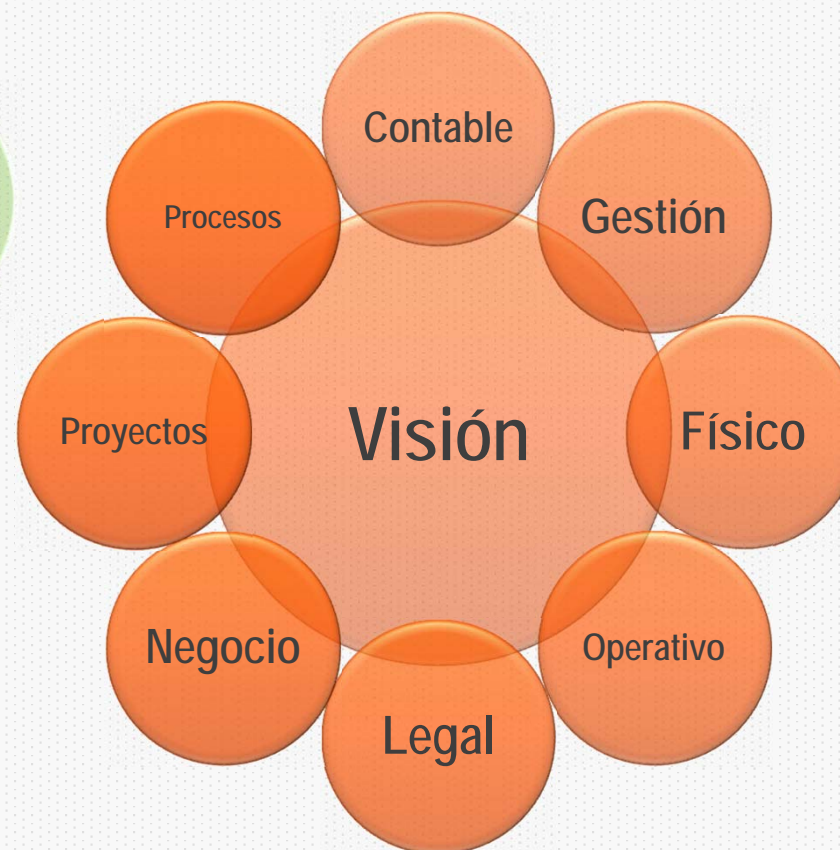 Contable
Gestión
Procesos
Físico
Proyectos
Visión
Operativo
Negocio
Legal